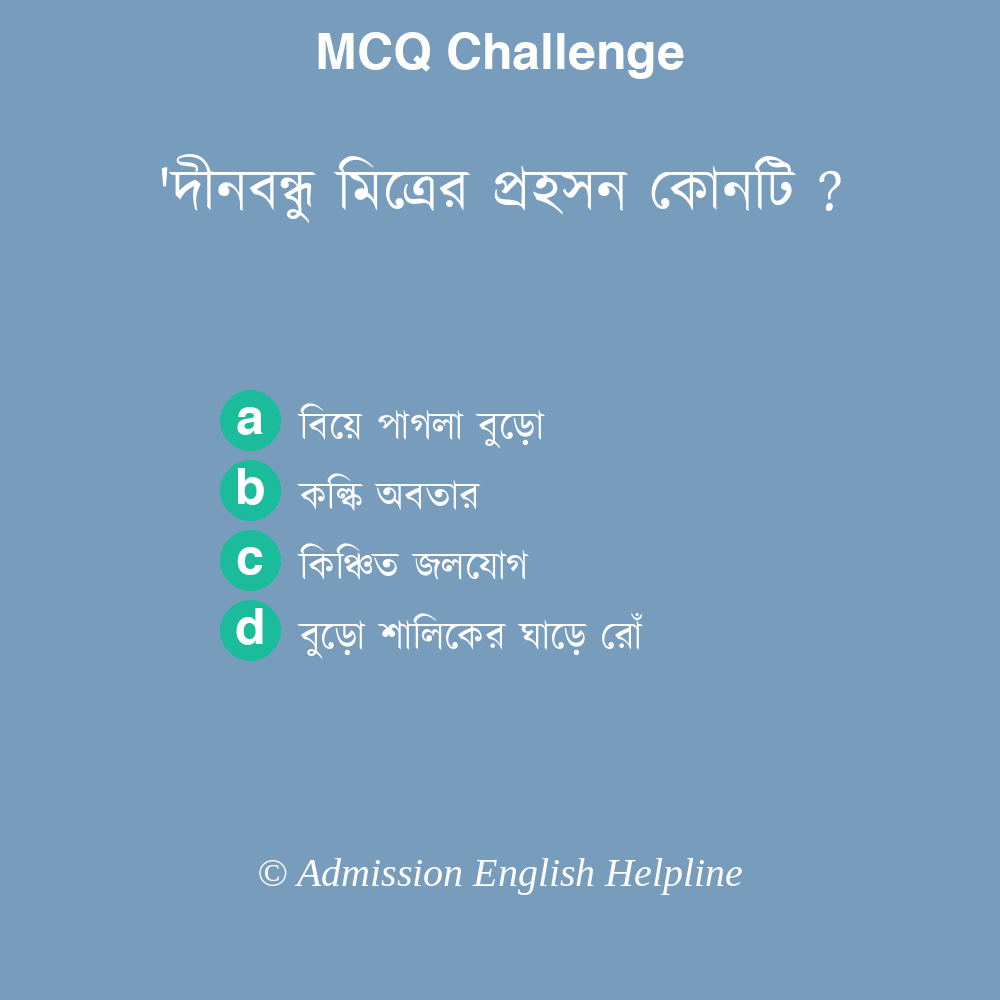 MCQ Challenge
'দীনবন্ধু মিত্রের প্রহসন কোনটি ?
a বিয়ে পাগলা বুড়ো
b কল্কি অবতার
c কিঞ্চিত জলযোগ
d বুড়ো শালিকের ঘাড়ে রোঁ
© Admission English Helpline